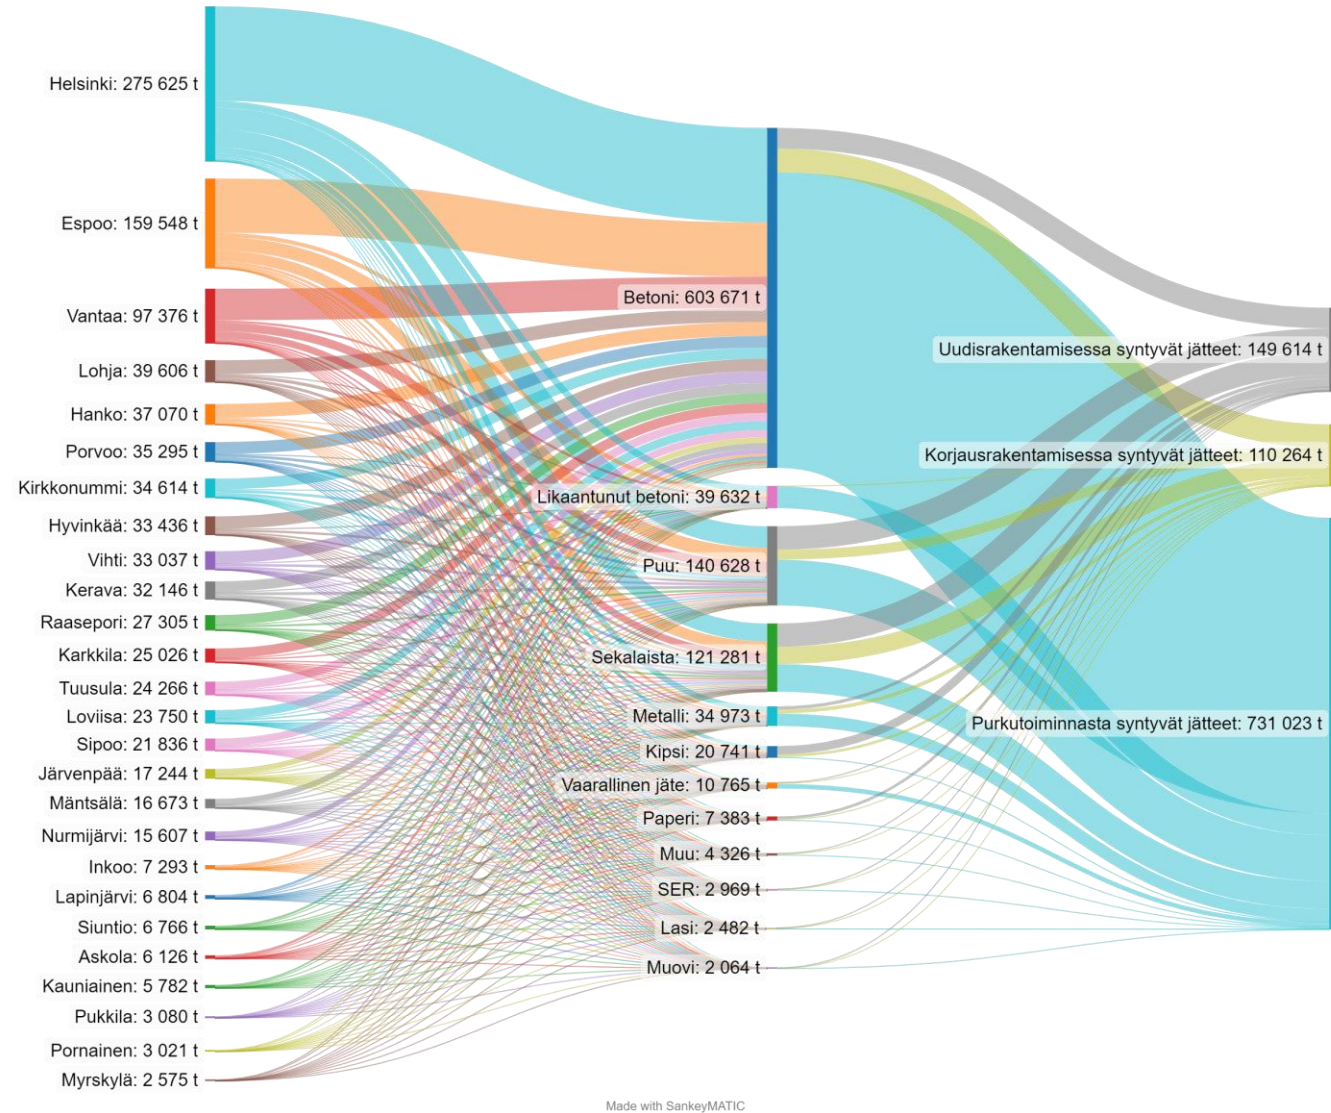 Helsinki: 275 625 t
Espoo: 159 548 t
Vantaa: 97 376 t
Lohja: 39 606 t
Hanko: 37 070 t
Porvoo: 35 295 t
Kirkkonummi: 34 614 t
Hyvinkää: 33 436 t
Vihti: 33 037 t
Kerava: 32 146 t
Raasepori: 27 305 t
Karkkila: 25 026 t
Tuusula: 24 266 t
Loviisa: 23 750 t
Sipoo: 21 836 t
Järvenpää: 17 244 t
Mäntsälä: 16 673 t
Nurmijärvi: 15 607 t
Inkoo: 7 293 t
Lapinjärvi: 6 804 t
Siuntio: 6 766 t
Askola: 6 126 t
Kauniainen: 5 782 t
Pukkila: 3 080 t
Pornainen: 3 021 t
Myrskylä: 2 575 t
Betoni: 603 671 t
Likaantunut betoni: 39 632 t
Puu: 140 628 t
Sekalaista: 121 281 t
Metalli: 34 973 t
Kipsi: 20 741 t
Vaarallinen jäte: 10 765 t
Paperi: 7 383 t
Muu: 4 326 t
SER: 2 969 t
Lasi: 2 482 t
Muovi: 2 064 t
Uudisrakentamisessa syntyvät jätteet: 149 614 t
Korjausrakentamisessa syntyvät jätteet: 110 264 t
Purkutoiminnasta syntyvät jätteet: 731 023 t
Made with SankeyMATIC